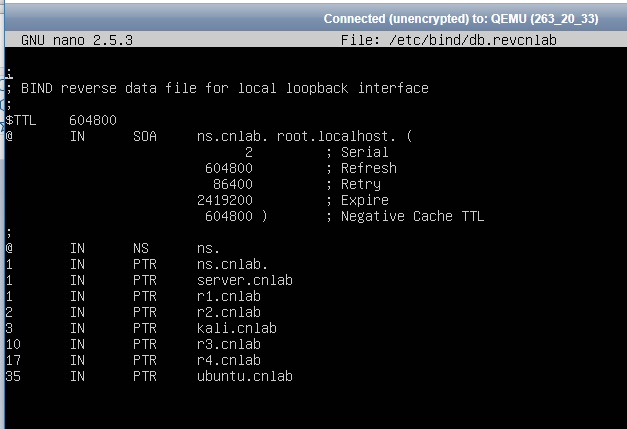 Connected (unencrypted) to: QEMU (263_20_33)
GNU nano 2.5.3 File: /etc/bind/db.revcnlab
;
; BIND reverse data file for local loopback interface
;
$TTL 604800
@ IN SOA ns.cnlab. root.localhost. (
2 ; Serial
604800 ; Refresh
86400 ; Retry
2419200 ; Expire
604800 ) ; Negative Cache TTL
;
@ IN NS ns.
1 IN PTR ns.cnlab.
1 IN PTR server.cnlab
1 IN PTR r1.cnlab
2 IN PTR r2.cnlab
3 IN PTR kali.cnlab
10 IN PTR r3.cnlab
17 IN PTR r4.cnlab
35 IN PTR ubuntu.cnlab